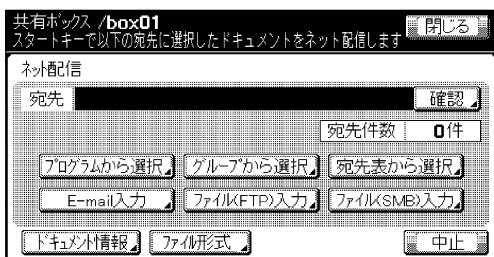 共有ボックス /box01
閉じる
スタートキーで以下の宛先に選択したドキュメントをネット配信します
ネット配信
宛先
確認
宛先件数 0件
プログラムから選択
グループから選択
宛先表から選択
E-mail入力
ファイル(FTP)入力
ファイル(SMB)入力
ドキュメント情報
ファイル形式
中止